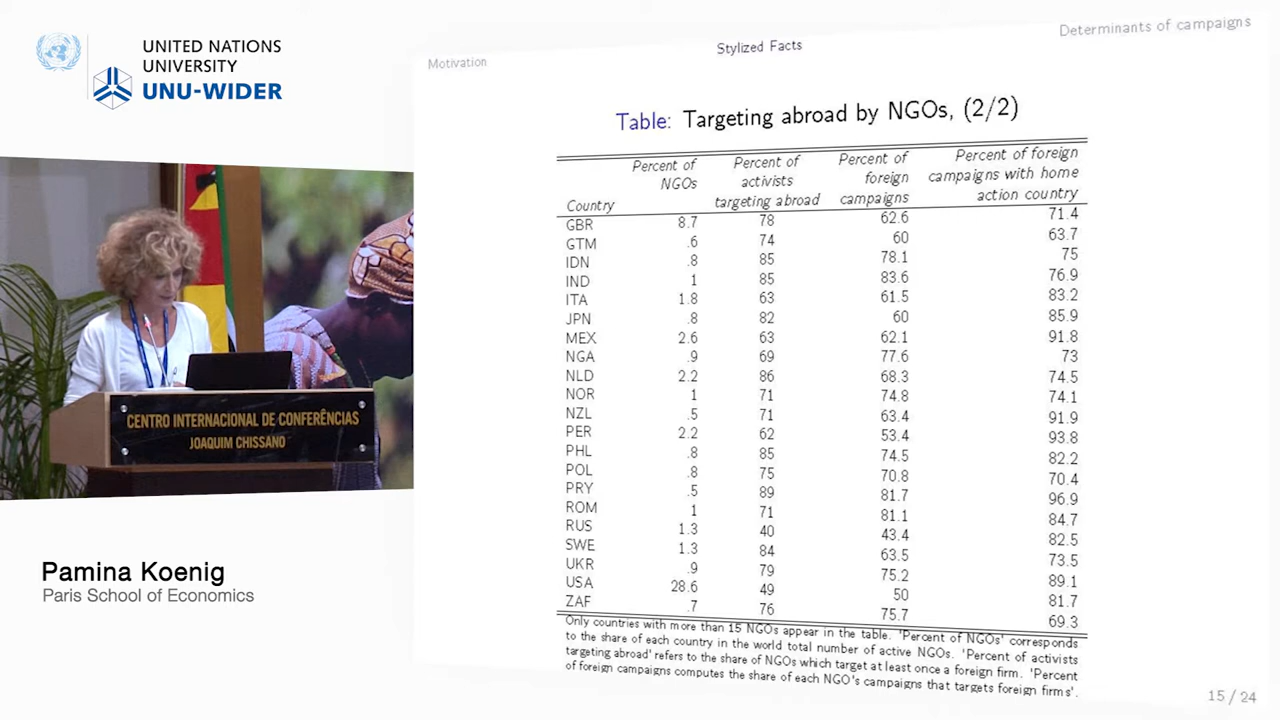 UNITED NATIONS
UNIVERSITY
UNU-WIDER
Motivation
Stylized Facts
Determinants of campaigns
Table: Targeting abroad by NGOs, (2/2)
Country Percent of NGOs Percent of activists targeting abroad Percent of foreign campaigns Percent of foreign campaigns with home action country
GBR 8.7 78 62.6 71.4
GTM .6 74 60 63.7
IDN .8 85 78.1 75
IND 1 85 83.6 76.9
ITA 1.8 63 61.5 83.2
JPN .8 82 60 85.9
MEX 2.6 63 62.1 91.8
NGA .9 69 77.6 73
NLD 2.2 86 68.3 74.5
NOR 1 71 74.8 74.1
NZL .5 71 63.4 91.9
PER 2.2 62 53.4 93.8
PHL .8 85 74.5 82.2
POL .8 75 70.8 70.4
PRY .5 89 81.7 96.9
ROM 1 71 81.1 84.7
RUS 1.3 40 43.4 82.5
SWE 1.3 84 63.5 73.5
UKR .9 79 75.2 89.1
USA 28.6 49 50 81.7
ZAF .7 76 75.7 69.3
Only countries with more than 15 NGOs appear in the table. 'Percent of NGOs' corresponds
to the share of each country in the world total number of active NGOs. 'Percent of activists
targeting abroad' refers to the share of NGOs which target at least once a foreign firm. 'Percent
of foreign campaigns computes the share of each NGO's campaigns that targets foreign firms'.
15 / 24
CENTRO INTERNACIONAL DE CONFERÊNCIAS
JOAQUIM CHISSANO
Pamina Koenig
Paris School of Economics